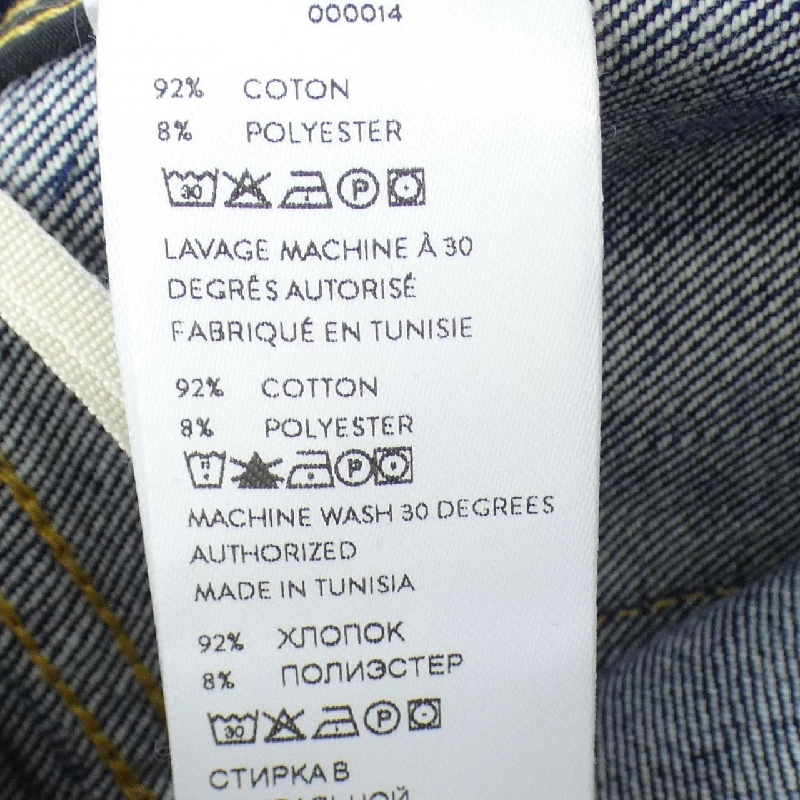 000014
92% COTON
8% POLYESTER
30 P
LAVAGE MACHINE À 30
DEGRÊS AUTORISÉ
FABRIQUÉ EN TUNISIE
92% COTTON
8% POLYESTER
P
MACHINE WASH 30 DEGREES
AUTHORIZED
MADE IN TUNISIA
92% ХЛОПОК
8% ПОЛИЭСТЕР
30 P
СТИРКА В